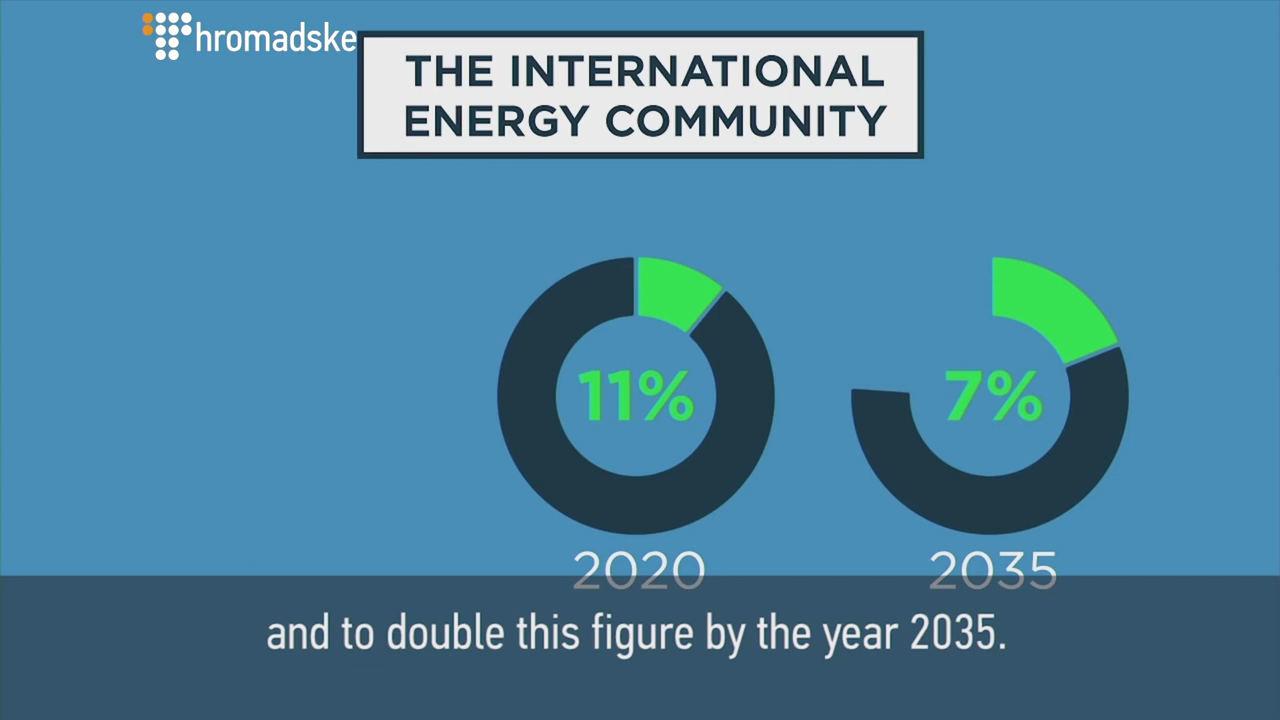 hromadske
THE INTERNATIONAL
ENERGY COMMUNITY
11%
7%
2020
2035
and to double this figure by the year 2035.